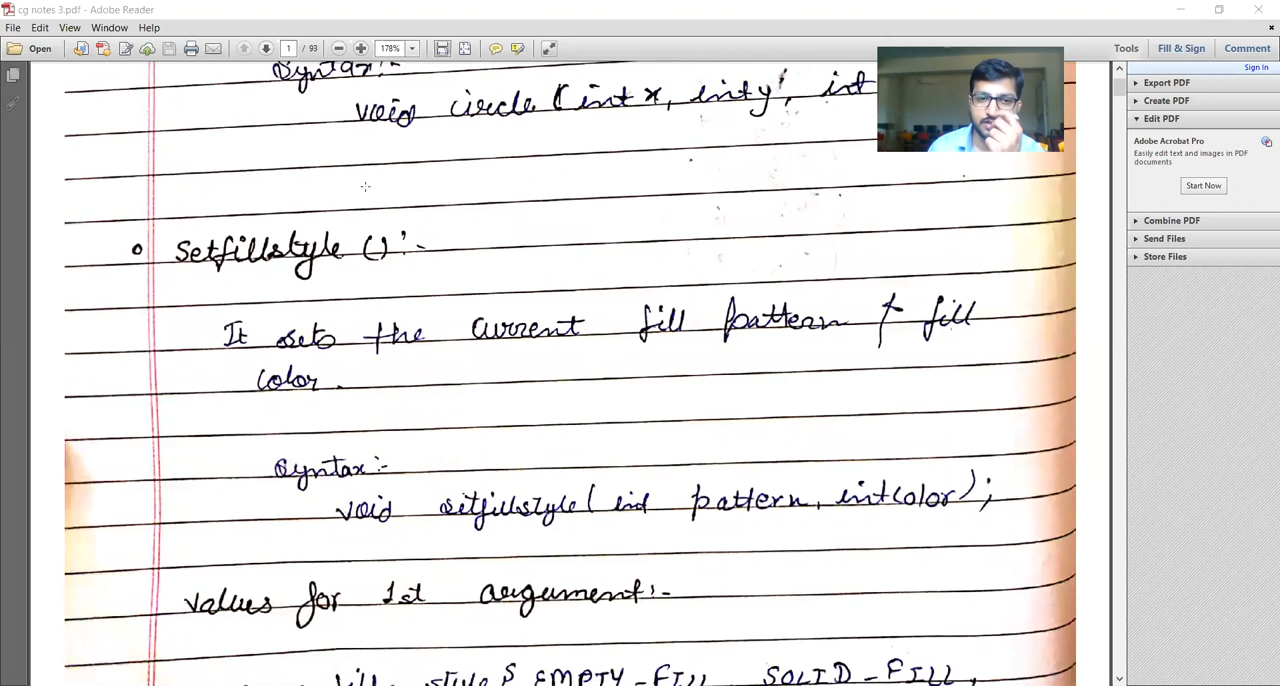 cg notes 3.pdf - Adobe Reader
File Edit View Window Help
Open 1 / 93 178% Tools Fill & Sign Comment
Sign In
Export PDF
Create PDF
Edit PDF
Adobe Acrobat Pro
Easily edit text and images in PDF
documents
Start Now
Combine PDF
Send Files
Store Files
Syntax:-
void circle (int x, int y, int
Setfillstyle ():-
It sets the current fill pattern & fill
color.
Syntax:-
void setfillstyle( int pattern, int color);
values for 1st argument:-
fill styles EMPTY_FILL, SOLID_FILL,